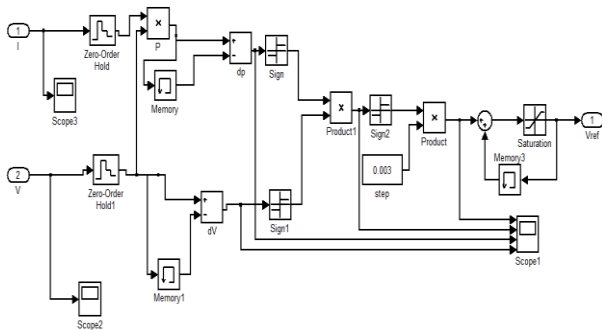 1
I
Zero-Order
Hold
×
P
Scope3
Memory
+
−
dp
Sign
×
Product1
Sign2
×
Product
0.003
step
+
+
Saturation
Memory3
1
Vref
2
V
Zero-Order
Hold1
+
−
dV
Sign1
Memory1
Scope2
Scope1